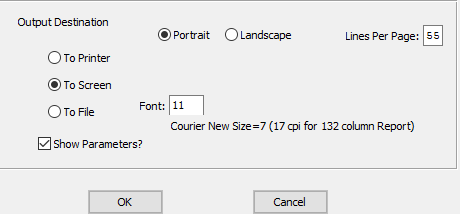 Output Destination
Portrait Landscape Lines Per Page: 55
To Printer
To Screen
To File Font: 11
Courier New Size=7 (17 cpi for 132 column Report)
Show Parameters?
OK Cancel